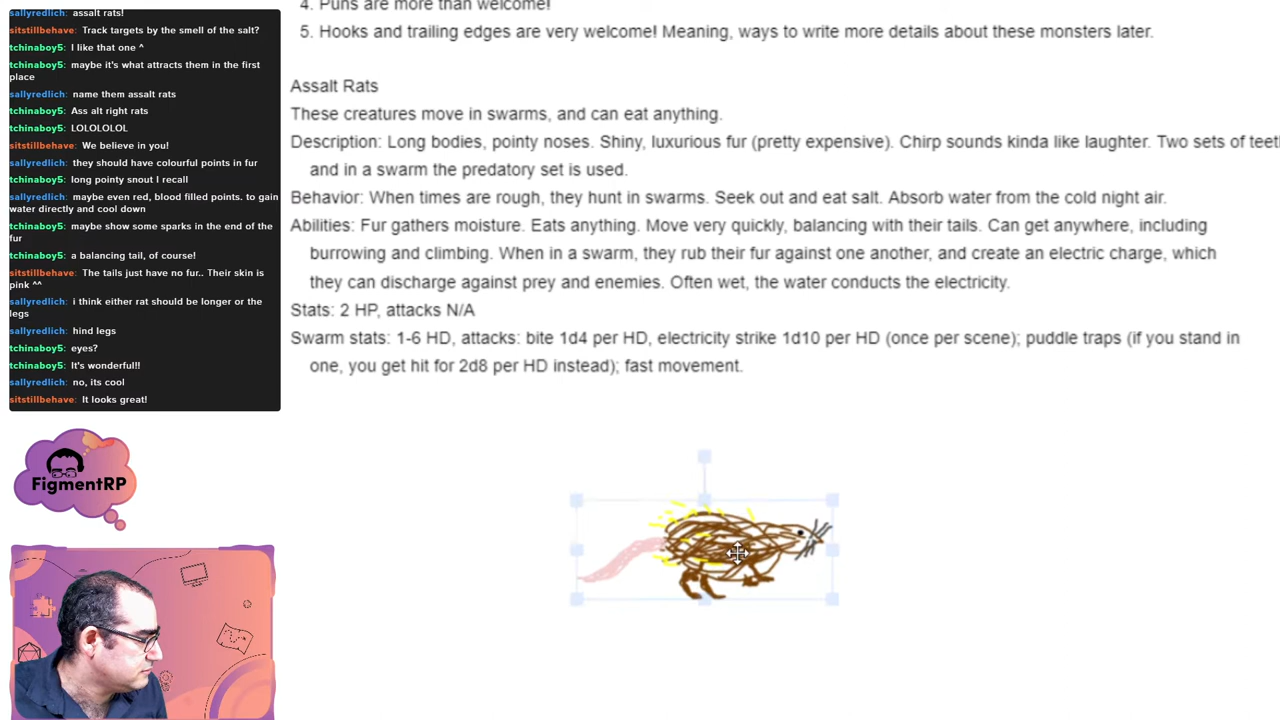 sallyredlich: assalt rats!
sitstillbehave: Track targets by the smell of the salt?
tchinaboy5: I like that one ^
tchinaboy5: maybe it's what attracts them in the first
place
sallyredlich: name them assalt rats
tchinaboy5: Ass alt right rats
tchinaboy5: LOLOLOLOL
sitstillbehave: We believe in you!
sallyredlich: they should have colourful points in fur
tchinaboy5: long pointy snout I recall
sallyredlich: maybe even red, blood filled points. to gain
water directly and cool down
tchinaboy5: maybe show some sparks in the end of the
fur
tchinaboy5: a balancing tail, of course!
sitstillbehave: The tails just have no fur.. Their skin is
pink ^^
sallyredlich: i think either rat should be longer or the
legs
sallyredlich: hind legs
tchinaboy5: eyes?
tchinaboy5: It's wonderful!!
sallyredlich: no, its cool
sitstillbehave: It looks great!
FigmentRP
4. Puns are more than welcome!
5. Hooks and trailing edges are very welcome! Meaning, ways to write more details about these monsters later.
Assalt Rats
These creatures move in swarms, and can eat anything.
Description: Long bodies, pointy noses. Shiny, luxurious fur (pretty expensive). Chirp sounds kinda like laughter. Two sets of teet
and in a swarm the predatory set is used.
Behavior: When times are rough, they hunt in swarms. Seek out and eat salt. Absorb water from the cold night air.
Abilities: Fur gathers moisture. Eats anything. Move very quickly, balancing with their tails. Can get anywhere, including
burrowing and climbing. When in a swarm, they rub their fur against one another, and create an electric charge, which
they can discharge against prey and enemies. Often wet, the water conducts the electricity.
Stats: 2 HP, attacks N/A
Swarm stats: 1-6 HD, attacks: bite 1d4 per HD, electricity strike 1d10 per HD (once per scene); puddle traps (if you stand in
one, you get hit for 2d8 per HD instead); fast movement.